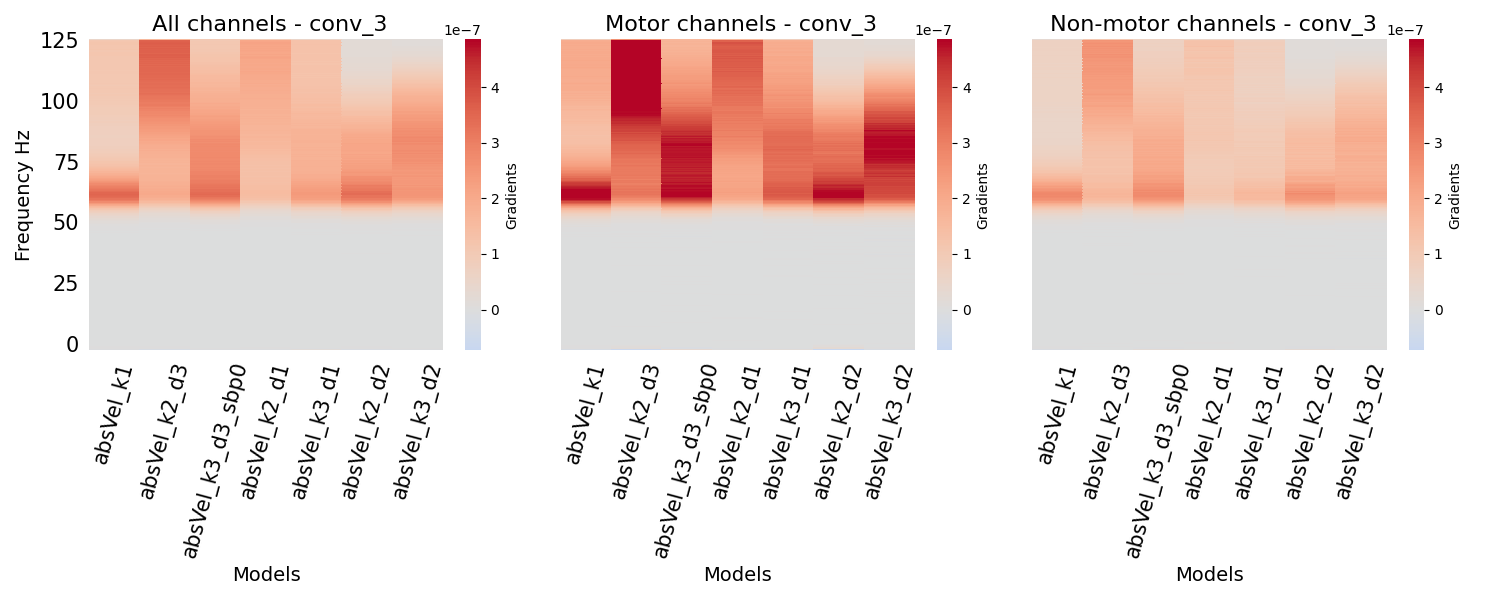 All channels - conv_3
Motor channels - conv_3
Non-motor channels - conv_3
Frequency Hz
125
100
75
50
25
0
absVel_k1
absVel_k2_d3
absVel_k3_d3_sbp0
absVel_k2_d1
absVel_k3_d1
absVel_k2_d2
absVel_k3_d2
Models
1e−7
4
3
2
1
0
Gradients
absVel_k1
absVel_k2_d3
absVel_k3_d3_sbp0
absVel_k2_d1
absVel_k3_d1
absVel_k2_d2
absVel_k3_d2
Models
1e−7
4
3
2
1
0
Gradients
absVel_k1
absVel_k2_d3
absVel_k3_d3_sbp0
absVel_k2_d1
absVel_k3_d1
absVel_k2_d2
absVel_k3_d2
Models
1e−7
4
3
2
1
0
Gradients